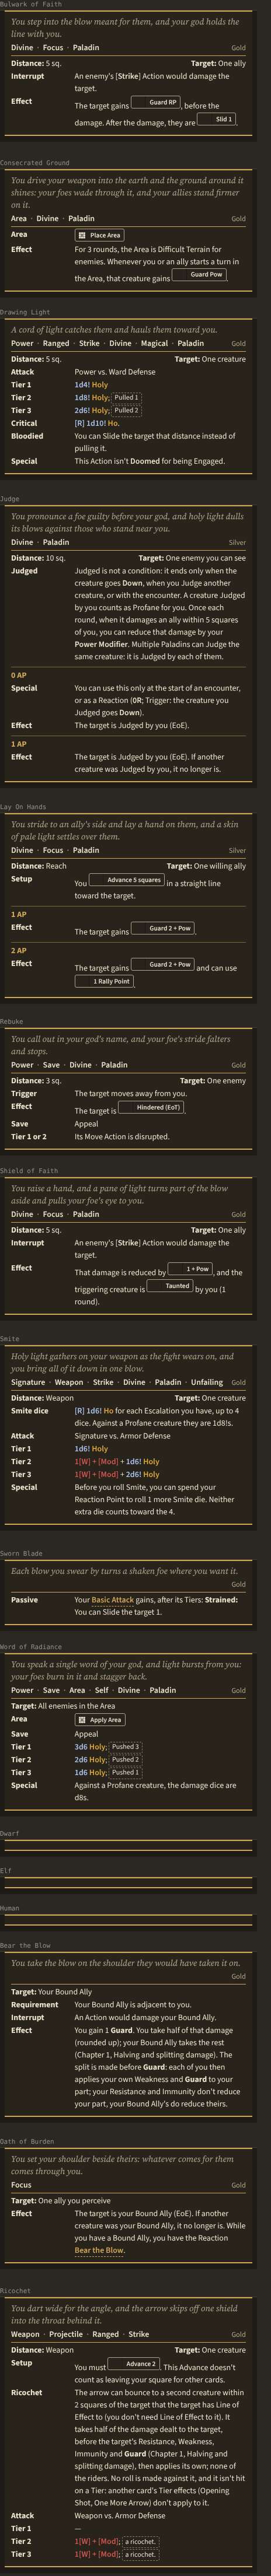 Bulwark of Faith
You step into the blow meant for them, and your god holds the
line with you.
Divine · Focus · Paladin Gold
Distance: 5 sq. Target: One ally
Interrupt An enemy's [Strike] Action would damage the
target.
Effect The target gains Guard RP, before the
damage. After the damage, they are Slid 1.
Consecrated Ground
You drive your weapon into the earth and the ground around it
shines: your foes wade through it, and your allies stand firmer
on it.
Area · Divine · Paladin Gold
Area Place Area
Effect For 3 rounds, the Area is Difficult Terrain for
enemies. Whenever you or an ally starts a turn in
the Area, that creature gains Guard Pow.
Drawing Light
A cord of light catches them and hauls them toward you.
Power · Ranged · Strike · Divine · Magical · Paladin Gold
Distance: 5 sq. Target: One creature
Attack Power vs. Ward Defense
Tier 1 1d4! Holy
Tier 2 1d8! Holy; Pulled 1
Tier 3 2d6! Holy; Pulled 2
Critical [R] 1d10! Ho.
Bloodied You can Slide the target that distance instead of
pulling it.
Special This Action isn't Doomed for being Engaged.
Judge
You pronounce a foe guilty before your god, and holy light dulls
its blows against those who stand near you.
Divine · Paladin Silver
Distance: 10 sq. Target: One enemy you can see
Judged Judged is not a condition: it ends only when the
creature goes Down, when you Judge another
creature, or with the encounter. A creature Judged
by you counts as Profane for you. Once each
round, when it damages an ally within 5 squares
of you, you can reduce that damage by your
Power Modifier. Multiple Paladins can Judge the
same creature: it is Judged by each of them.
0 AP
Special You can use this only at the start of an encounter,
or as a Reaction (0R; Trigger: the creature you
Judged goes Down).
Effect The target is Judged by you (EoE).
1 AP
Effect The target is Judged by you (EoE). If another
creature was Judged by you, it no longer is.
Lay On Hands
You stride to an ally's side and lay a hand on them, and a skin
of pale light settles over them.
Divine · Focus · Paladin Silver
Distance: Reach Target: One willing ally
Setup You Advance 5 squares in a straight line
toward the target.
1 AP
Effect The target gains Guard 2 + Pow.
2 AP
Effect The target gains Guard 2 + Pow and can use
1 Rally Point.
Rebuke
You call out in your god's name, and your foe's stride falters
and stops.
Power · Save · Divine · Paladin Gold
Distance: 3 sq. Target: One enemy
Trigger The target moves away from you.
Effect The target is Hindered (EoT).
Save Appeal
Tier 1 or 2 Its Move Action is disrupted.
Shield of Faith
You raise a hand, and a pane of light turns part of the blow
aside and pulls your foe's eye to you.
Divine · Focus · Paladin Gold
Distance: 5 sq. Target: One ally
Interrupt An enemy's [Strike] Action would damage the
target.
Effect That damage is reduced by 1 + Pow, and the
triggering creature is Taunted by you (1
round).
Smite
Holy light gathers on your weapon as the fight wears on, and
you bring all of it down in one blow.
Signature · Weapon · Strike · Divine · Paladin · Unfailing Gold
Distance: Weapon Target: One creature
Smite dice [R] 1d6! Ho for each Escalation you have, up to 4
dice. Against a Profane creature they are 1d8!s.
Attack Signature vs. Armor Defense
Tier 1 1d6! Holy
Tier 2 1[W] + [Mod] + 1d6! Holy
Tier 3 1[W] + [Mod] + 2d6! Holy
Special Before you roll Smite, you can spend your
Reaction Point to roll 1 more Smite die. Neither
extra die counts toward the 4.
Sworn Blade
Each blow you swear by turns a shaken foe where you want it.
Gold
Passive Your Basic Attack gains, after its Tiers: Strained:
You can Slide the target 1.
Word of Radiance
You speak a single word of your god, and light bursts from you:
your foes burn in it and stagger back.
Power · Save · Area · Self · Divine · Paladin Gold
Target: All enemies in the Area
Area Apply Area
Save Appeal
Tier 1 3d6 Holy; Pushed 3
Tier 2 2d6 Holy; Pushed 2
Tier 3 1d6 Holy; Pushed 1
Special Against a Profane creature, the damage dice are
d8s.
Dwarf
Elf
Human
Bear the Blow
You take the blow on the shoulder they would have taken it on.
Gold
Target: Your Bound Ally
Requirement Your Bound Ally is adjacent to you.
Interrupt An Action would damage your Bound Ally.
Effect You gain 1 Guard. You take half of that damage
(rounded up); your Bound Ally takes the rest
(Chapter 1, Halving and splitting damage). The
split is made before Guard: each of you then
applies your own Weakness and Guard to your
part; your Resistance and Immunity don't reduce
your part, your Bound Ally's do reduce theirs.
Oath of Burden
You set your shoulder beside theirs: whatever comes for them
comes through you.
Focus Gold
Target: One ally you perceive
Effect The target is your Bound Ally (EoE). If another
creature was your Bound Ally, it no longer is. While
you have a Bound Ally, you have the Reaction
Bear the Blow.
Ricochet
You dart wide for the angle, and the arrow skips off one shield
into the throat behind it.
Weapon · Projectile · Ranged · Strike Gold
Distance: Weapon Target: One creature
Setup You must Advance 2. This Advance doesn't
count as leaving your square for other cards.
Ricochet The arrow can bounce to a second creature within
2 squares of the target that the target has Line of
Effect to (you don't need Line of Effect to it). It
takes half of the damage dealt to the target,
before the target's Resistance, Weakness,
Immunity and Guard (Chapter 1, Halving and
splitting damage), then applies its own; none of
the riders. No roll is made against it, and it isn't hit
on a Tier: another card's Tier effects (Opening
Shot, One More Arrow) don't apply to it.
Attack Weapon vs. Armor Defense
Tier 1 —
Tier 2 1[W] + [Mod]; a ricochet.
Tier 3 1[W] + [Mod]; a ricochet.